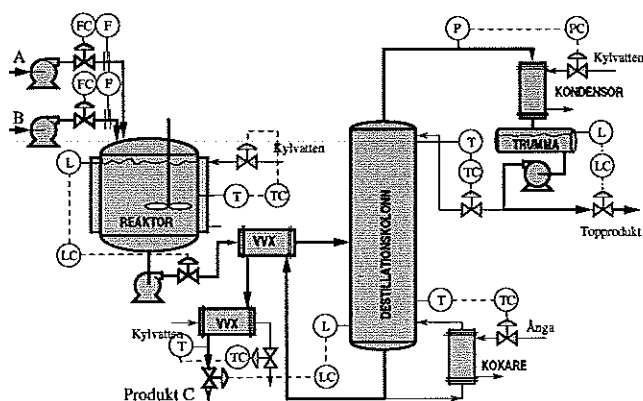 FC F
P PC
A
FC F
Kylvatten
KONDENSOR
B
TRUMMA L
L
Kylvatten
T
TC
LC
T TC
REAKTOR
Topprodukt
LC
VVX
DESTILLATIONSKOLONN
T TC
VVX
Ånga
Kylvatten
L
T
TC
KOKARE
LC
Produkt C